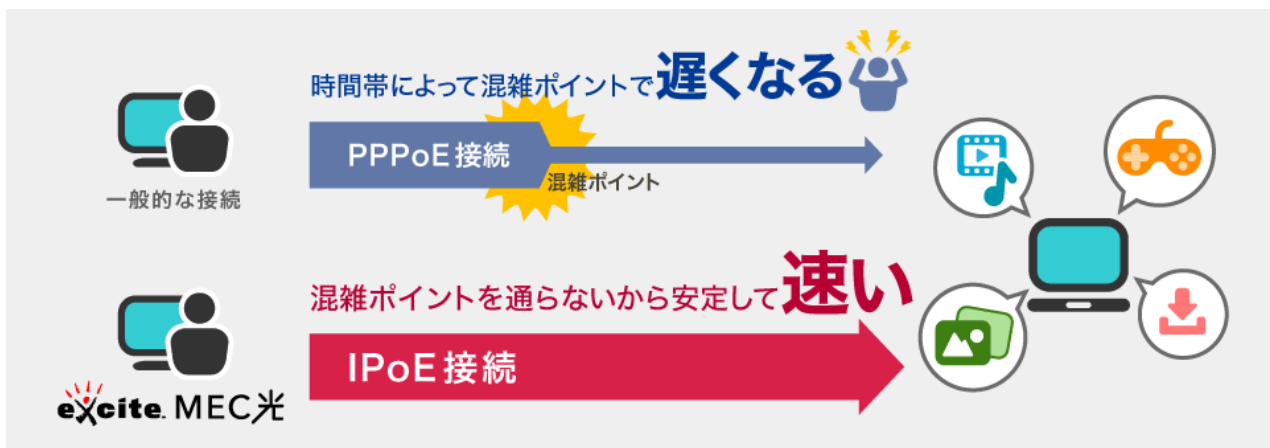 時間帯によって混雑ポイントで遅くなる
PPPoE接続
混雑ポイント
一般的な接続
混雑ポイントを通らないから安定して速い
IPoE接続
excite. MEC光